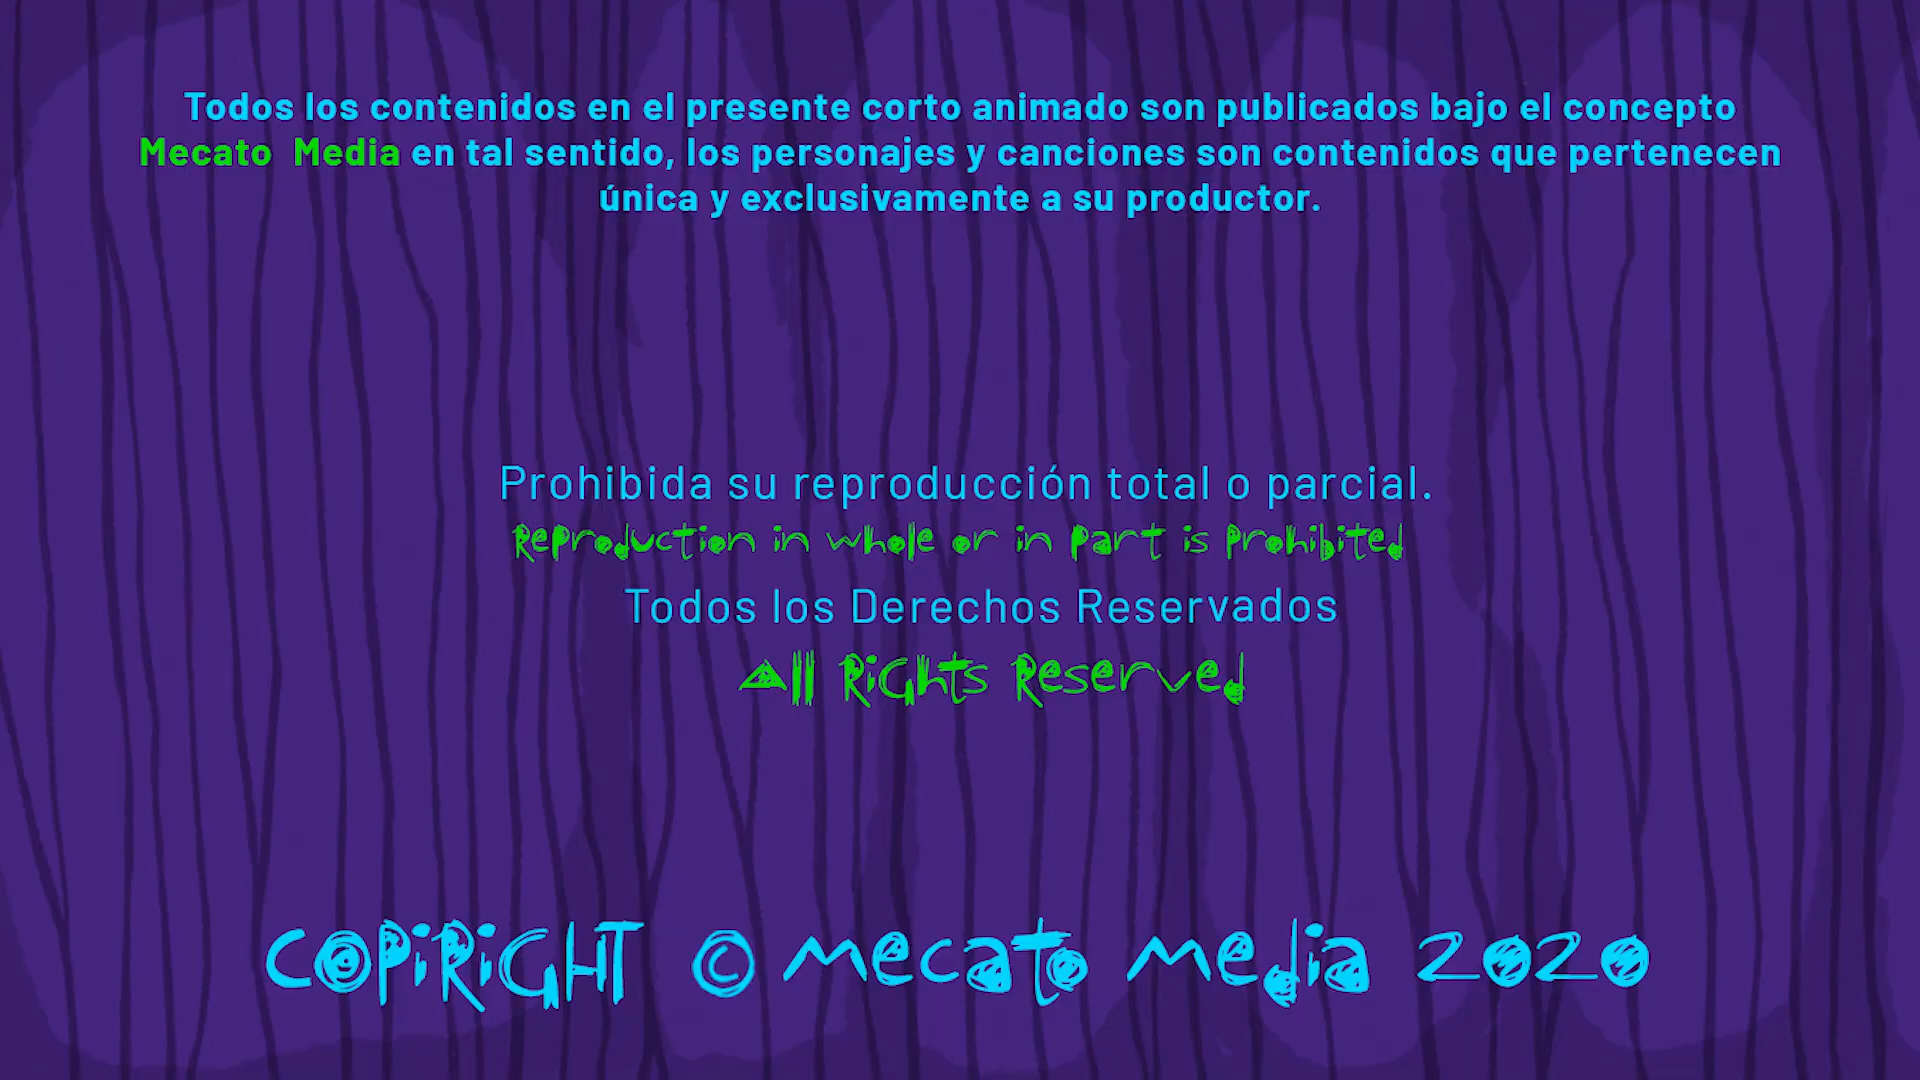 Todos los contenidos en el presente corto animado son publicados bajo el concepto
Mecato Media en tal sentido, los personajes y canciones son contenidos que pertenecen
única y exclusivamente a su productor.
Prohibida su reproducción total o parcial.
Reproduction in whole or in part is prohibited
Todos los Derechos Reservados
All Rights Reserved
COPIRIGHT © mecato media 2020